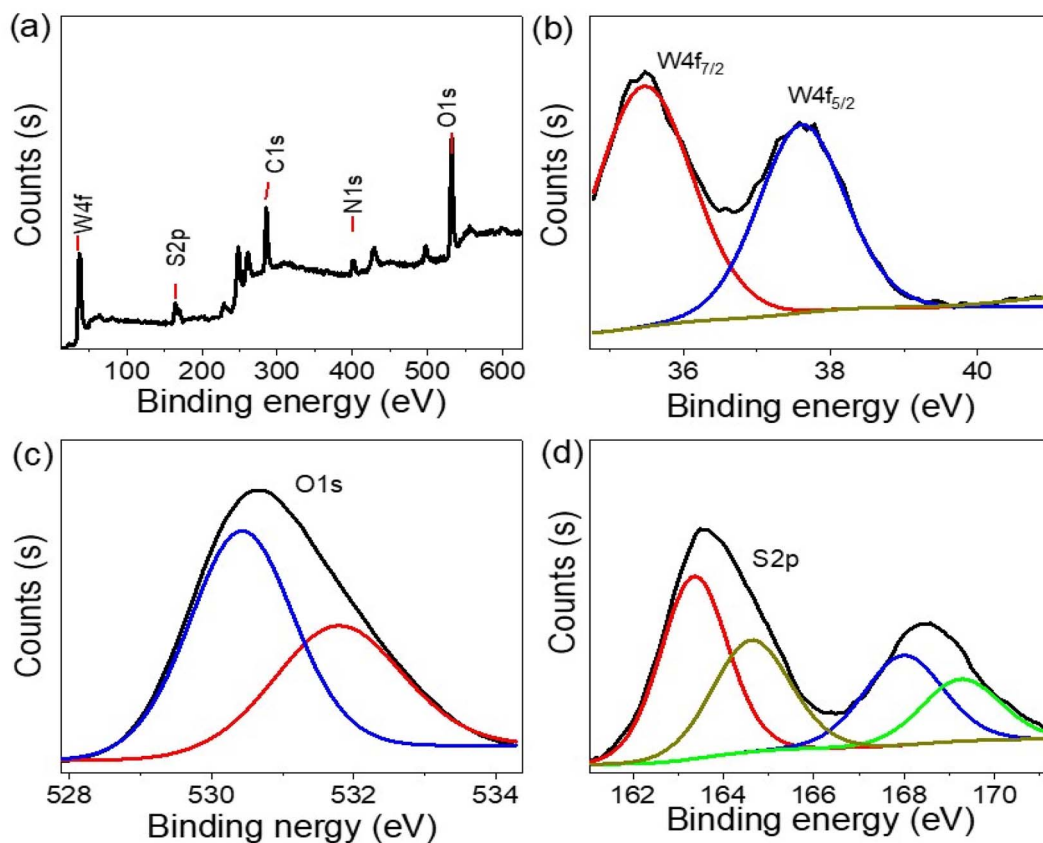 (a)
Counts (s)
W4f
S2p
C1s
N1s
O1s
100 200 300 400 500 600
Binding energy (eV)
(b)
Counts (s)
W4f7/2
W4f5/2
36 38 40
Binding energy (eV)
(c)
Counts (s)
O1s
528 530 532 534
Binding nergy (eV)
(d)
Counts (s)
S2p
162 164 166 168 170
Binding energy (eV)